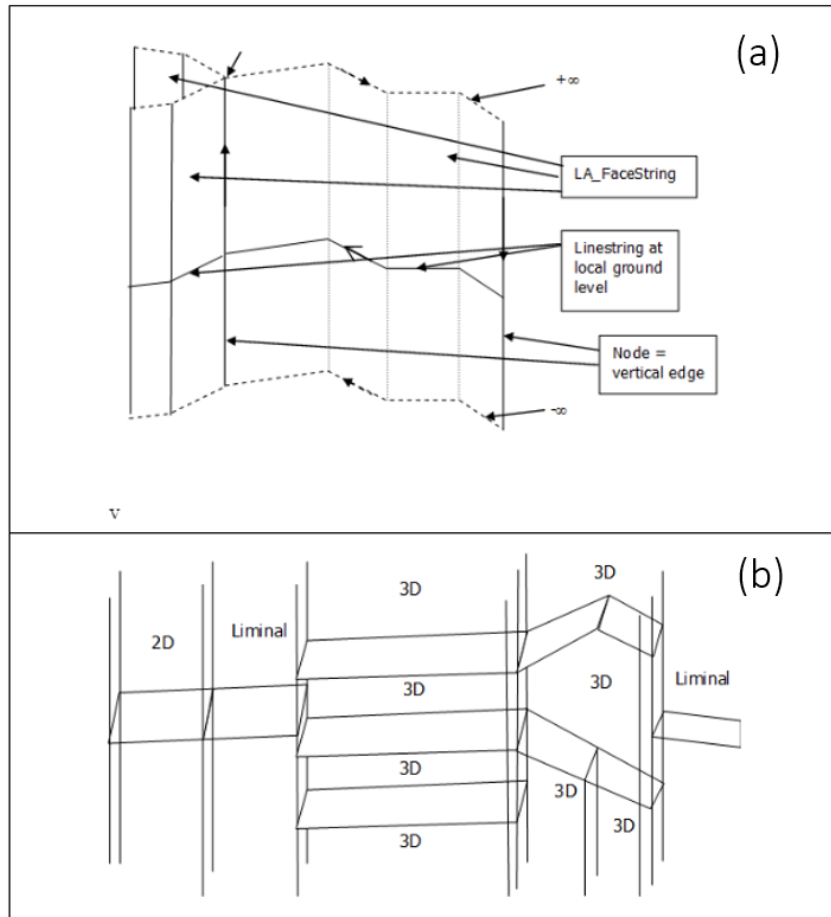 (a)
+∞
LA_FaceString
Linestring at
local ground
level
Node =
vertical edge
-∞
v
(b)
3D
3D
2D
Liminal
3D
3D
Liminal
3D
3D
3D
3D